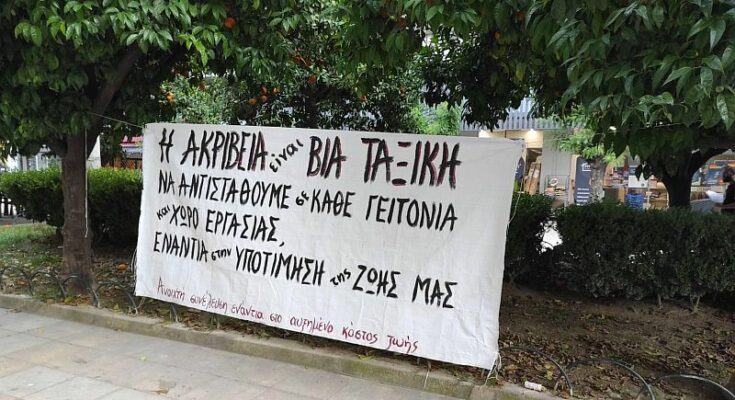 Η ΑΚΡΙΒΕΙΑ είναι ΒΙΑ ΤΑΞΙΚΗ
ΝΑ ΑΝΤΙΣΤΑΘΟΥΜΕ σε ΚΑΘΕ ΓΕΙΤΟΝΙΑ
και ΧΩΡΟ ΕΡΓΑΣΙΑΣ,
ΕΝΑΝΤΙΑ στην ΥΠΟΤΙΜΗΣΗ της ΖΩΗΣ ΜΑΣ
Ανοιχτή συνέλευση ενάντια στο αυξημένο κόστος ζωής